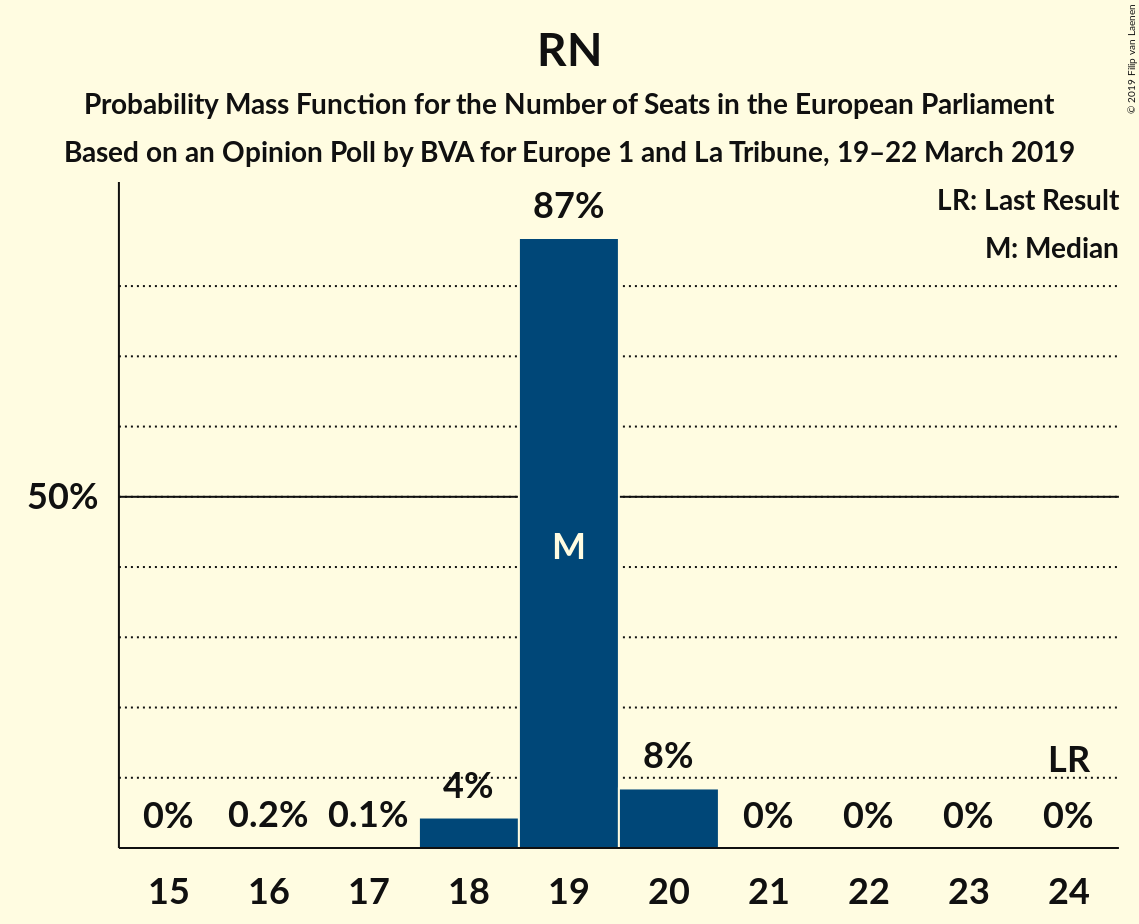 RN
Probability Mass Function for the Number of Seats in the European Parliament
Based on an Opinion Poll by BVA for Europe 1 and La Tribune, 19–22 March 2019
© 2019 Filip van Laenen
LR: Last Result
M: Median
87%
50%
M
8%
LR
4%
0% 0.2% 0.1% 0% 0% 0% 0%
15 16 17 18 19 20 21 22 23 24